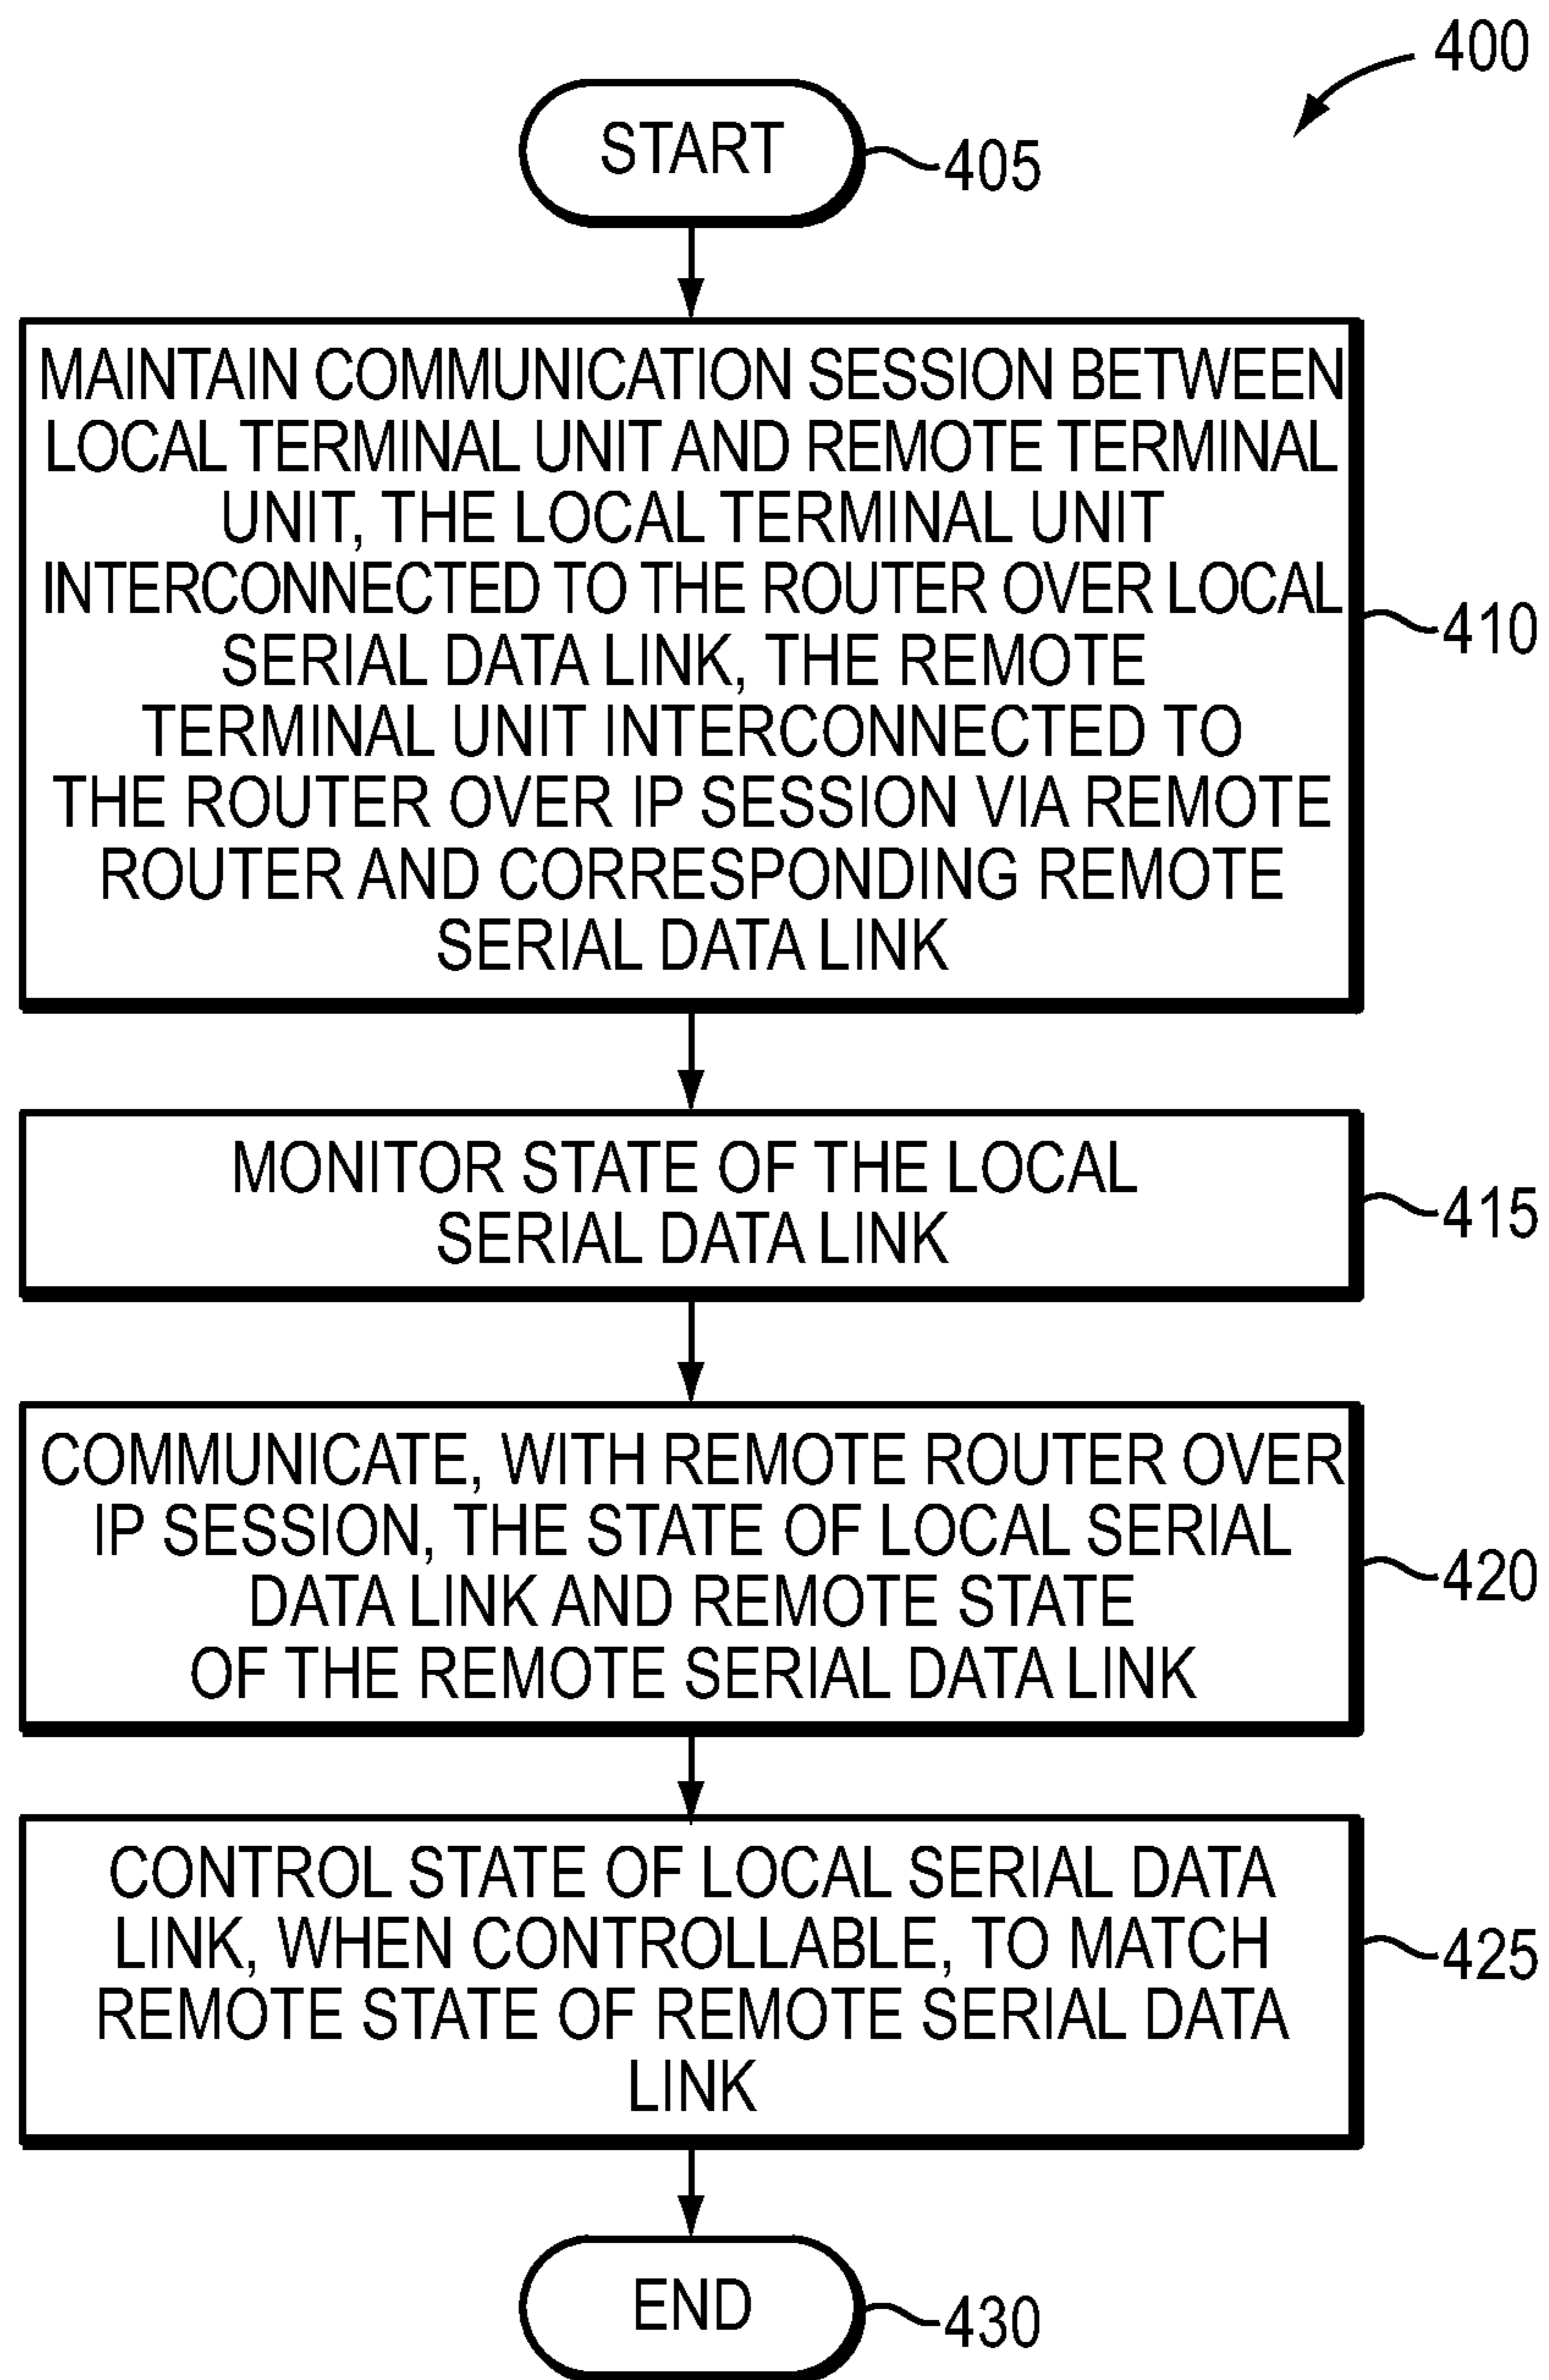 400
START
405
MAINTAIN COMMUNICATION SESSION BETWEEN
LOCAL TERMINAL UNIT AND REMOTE TERMINAL
UNIT, THE LOCAL TERMINAL UNIT
INTERCONNECTED TO THE ROUTER OVER LOCAL
SERIAL DATA LINK, THE REMOTE
TERMINAL UNIT INTERCONNECTED TO
THE ROUTER OVER IP SESSION VIA REMOTE
ROUTER AND CORRESPONDING REMOTE
SERIAL DATA LINK
410
MONITOR STATE OF THE LOCAL
SERIAL DATA LINK
415
COMMUNICATE, WITH REMOTE ROUTER OVER
IP SESSION, THE STATE OF LOCAL SERIAL
DATA LINK AND REMOTE STATE
OF THE REMOTE SERIAL DATA LINK
420
CONTROL STATE OF LOCAL SERIAL DATA
LINK, WHEN CONTROLLABLE, TO MATCH
REMOTE STATE OF REMOTE SERIAL DATA
LINK
425
END
430